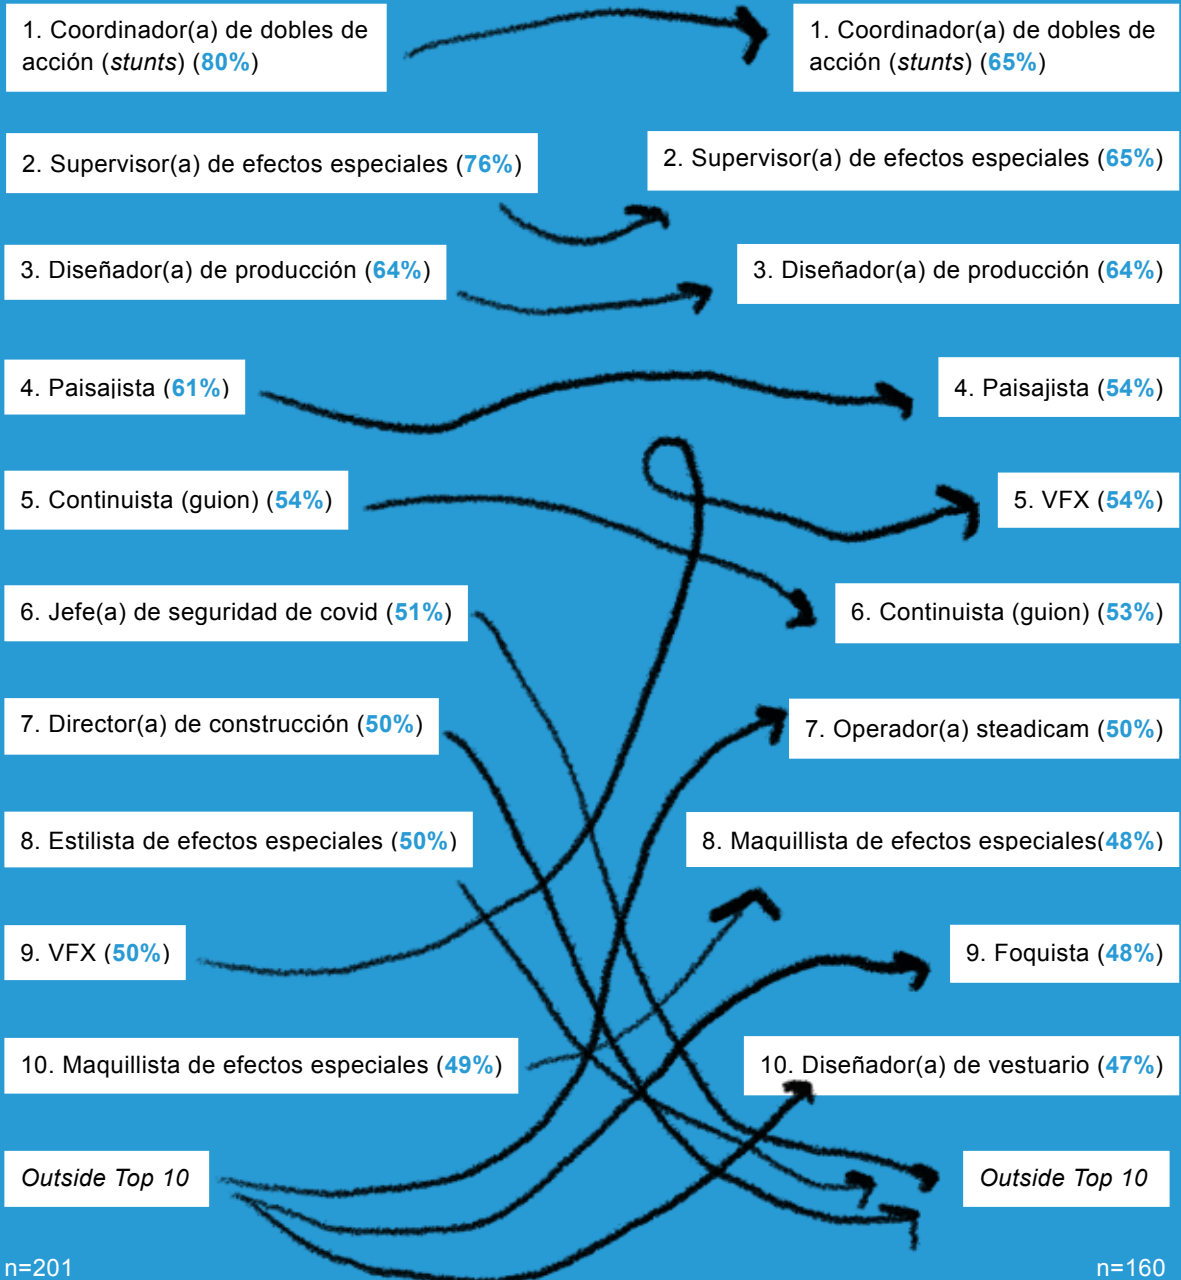 1. Coordinador(a) de dobles de
acción (stunts) (80%)
1. Coordinador(a) de dobles de
acción (stunts) (65%)
2. Supervisor(a) de efectos especiales (76%)
2. Supervisor(a) de efectos especiales (65%)
3. Diseñador(a) de producción (64%)
3. Diseñador(a) de producción (64%)
4. Paisajista (61%)
4. Paisajista (54%)
5. Continuista (guion) (54%)
5. VFX (54%)
6. Jefe(a) de seguridad de covid (51%)
6. Continuista (guion) (53%)
7. Director(a) de construcción (50%)
7. Operador(a) steadicam (50%)
8. Estilista de efectos especiales (50%)
8. Maquillista de efectos especiales(48%)
9. VFX (50%)
9. Foquista (48%)
10. Maquillista de efectos especiales (49%)
10. Diseñador(a) de vestuario (47%)
Outside Top 10
Outside Top 10
n=201
n=160